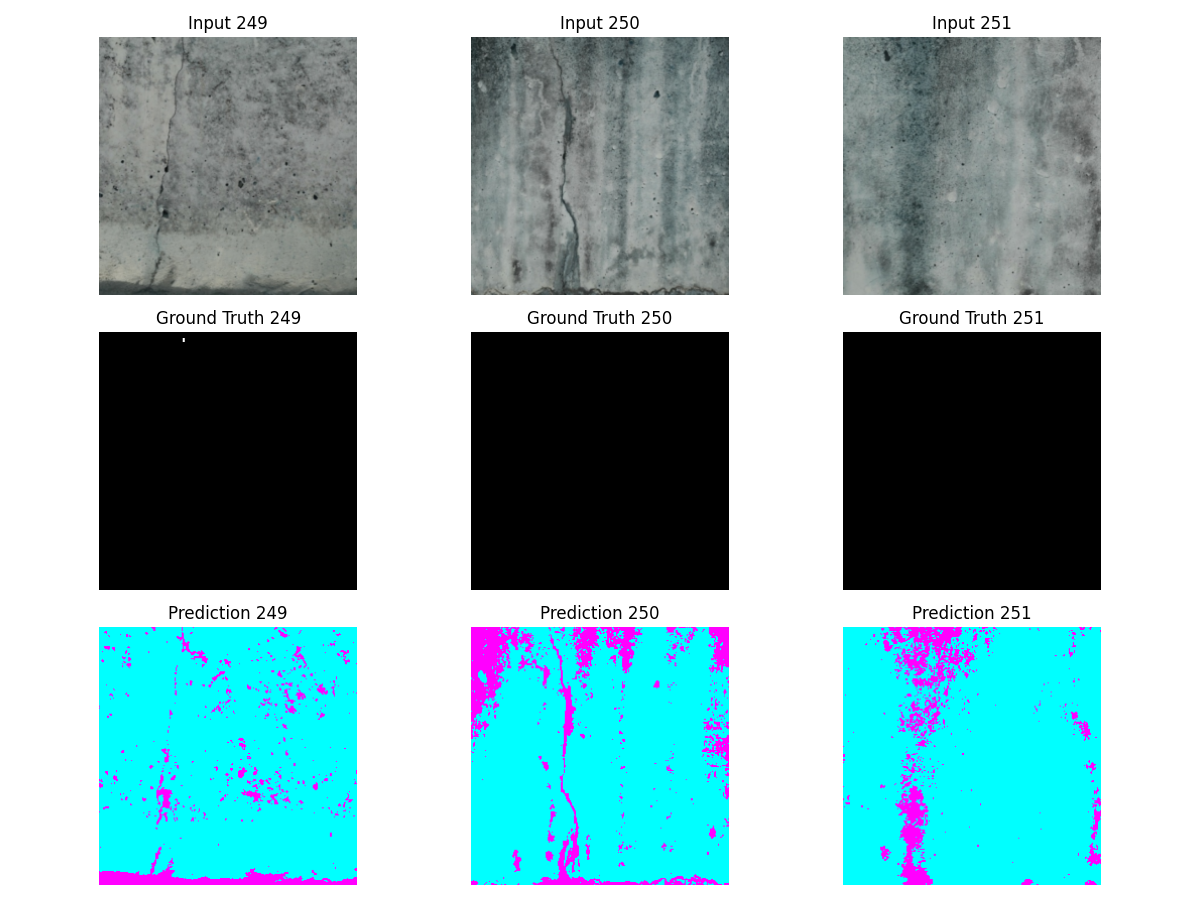 Input 249
Input 250
Input 251
Ground Truth 249
Ground Truth 250
Ground Truth 251
Prediction 249
Prediction 250
Prediction 251